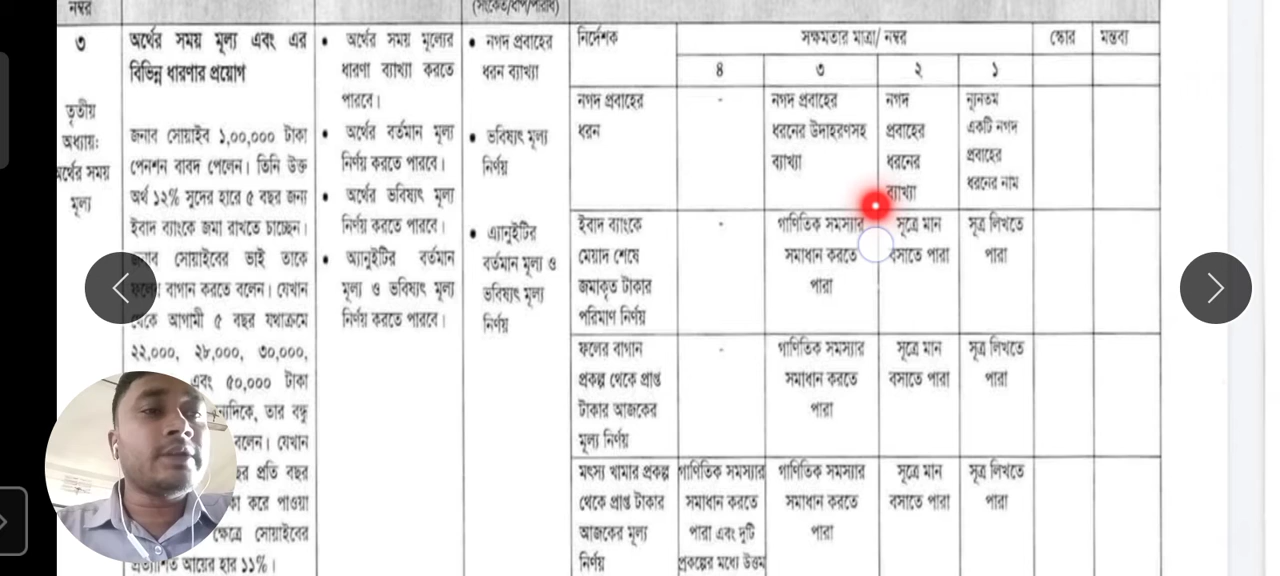 নম্বর
(সংকেত/ধাপ/পরিধি)
৩
তৃতীয়
অধ্যায়:
অর্থের সময়
মূল্য
অর্থের সময় মূল্য এবং এর
বিভিন্ন ধারণার প্রয়োগ
জনাব সোয়াইব ১,০০,০০০ টাকা
পেনশন বাবদ পেলেন। তিনি উক্ত
অর্থ ১২% সুদের হারে ৫ বছর জন্য
ইবাদ ব্যাংকে জমা রাখতে চাচ্ছেন।
জনাব সোয়াইবের ভাই তাকে
ফলের বাগান করতে বলেন। যেখান
থেকে আগামী ৫ বছর যথাক্রমে
২২,০০০, ২৮,০০০, ৩০,০০০,
এবং ৫০,০০০ টাকা
তার বন্ধু
বলেন। যেখান
প্রতি বছর
করে পাওয়া
ক্ষেত্রে সোয়াইবের
প্রত্যাশিত আয়ের হার ১১%।
• অর্থের সময় মূল্যের
ধারণা ব্যাখ্যা করতে
পারবে।
• অর্থের বর্তমান মূল্য
নির্ণয় করতে পারবে।
• অর্থের ভবিষ্যৎ মূল্য
নির্ণয় করতে পারবে।
• অ্যানুইটির বর্তমান
মূল্য ও ভবিষ্যৎ মূল্য
নির্ণয় করতে পারবে।
• নগদ প্রবাহের
ধরন ব্যাখ্যা
• ভবিষ্যৎ মূল্য
নির্ণয়
• এ্যানুইটির
বর্তমান মূল্য ও
ভবিষ্যৎ মূল্য
নির্ণয়
নির্দেশক
সক্ষমতার মাত্রা/ নম্বর
স্কোর
মন্তব্য
৪
৩
২
১
নগদ প্রবাহের
ধরন
-
নগদ প্রবাহের
ধরনের উদাহরণসহ
ব্যাখ্যা
নগদ
প্রবাহের
ধরনের
ব্যাখ্যা
ন্যূনতম
একটি নগদ
প্রবাহের
ধরনের নাম
ইবাদ ব্যাংকে
মেয়াদ শেষে
জমাকৃত টাকার
পরিমাণ নির্ণয়
-
গাণিতিক সমস্যার
সমাধান করতে
পারা
সূত্রে মান
বসাতে পারা
সূত্র লিখতে
পারা
ফলের বাগান
প্রকল্প থেকে প্রাপ্ত
টাকার আজকের
মূল্য নির্ণয়
-
গাণিতিক সমস্যার
সমাধান করতে
পারা
সূত্রে মান
বসাতে পারা
সূত্র লিখতে
পারা
মৎস্য খামার প্রকল্প
থেকে প্রাপ্ত টাকার
আজকের মূল্য
নির্ণয়
গাণিতিক সমস্যার
সমাধান করতে
পারা এবং দুটি
প্রকল্পের মধ্যে উত্তম
গাণিতিক সমস্যার
সমাধান করতে
পারা
সূত্রে মান
বসাতে পারা
সূত্র লিখতে
পারা